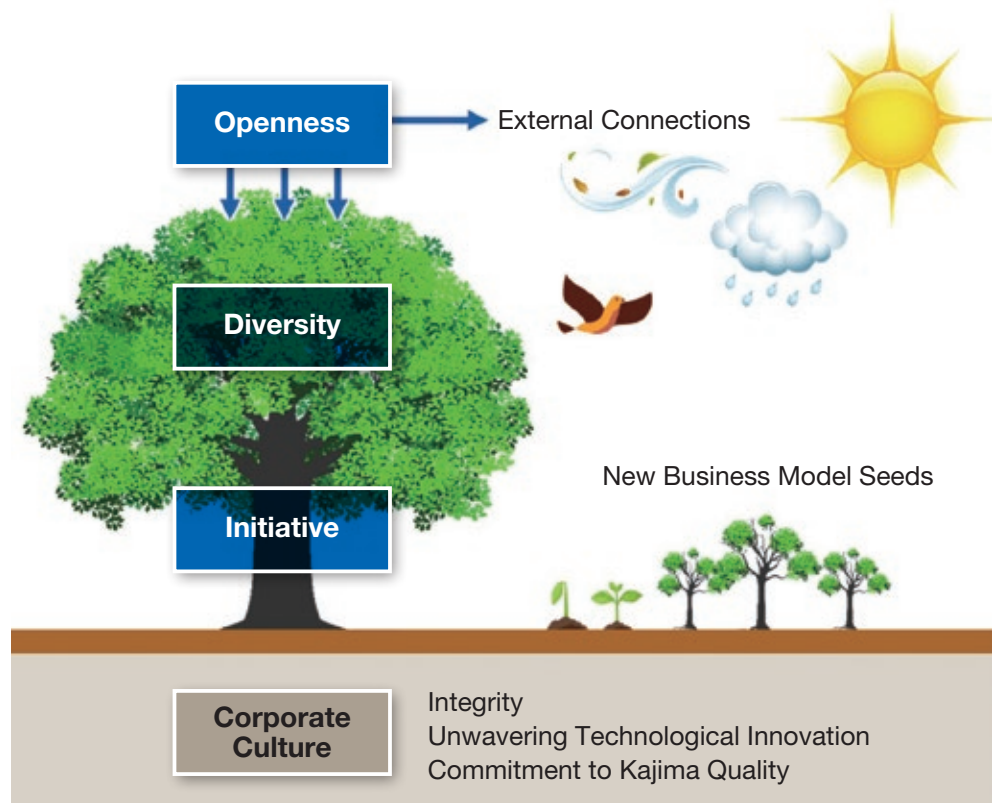 Openness
External Connections
Diversity
New Business Model Seeds
Initiative
Corporate
Culture
Integrity
Unwavering Technological Innovation
Commitment to Kajima Quality